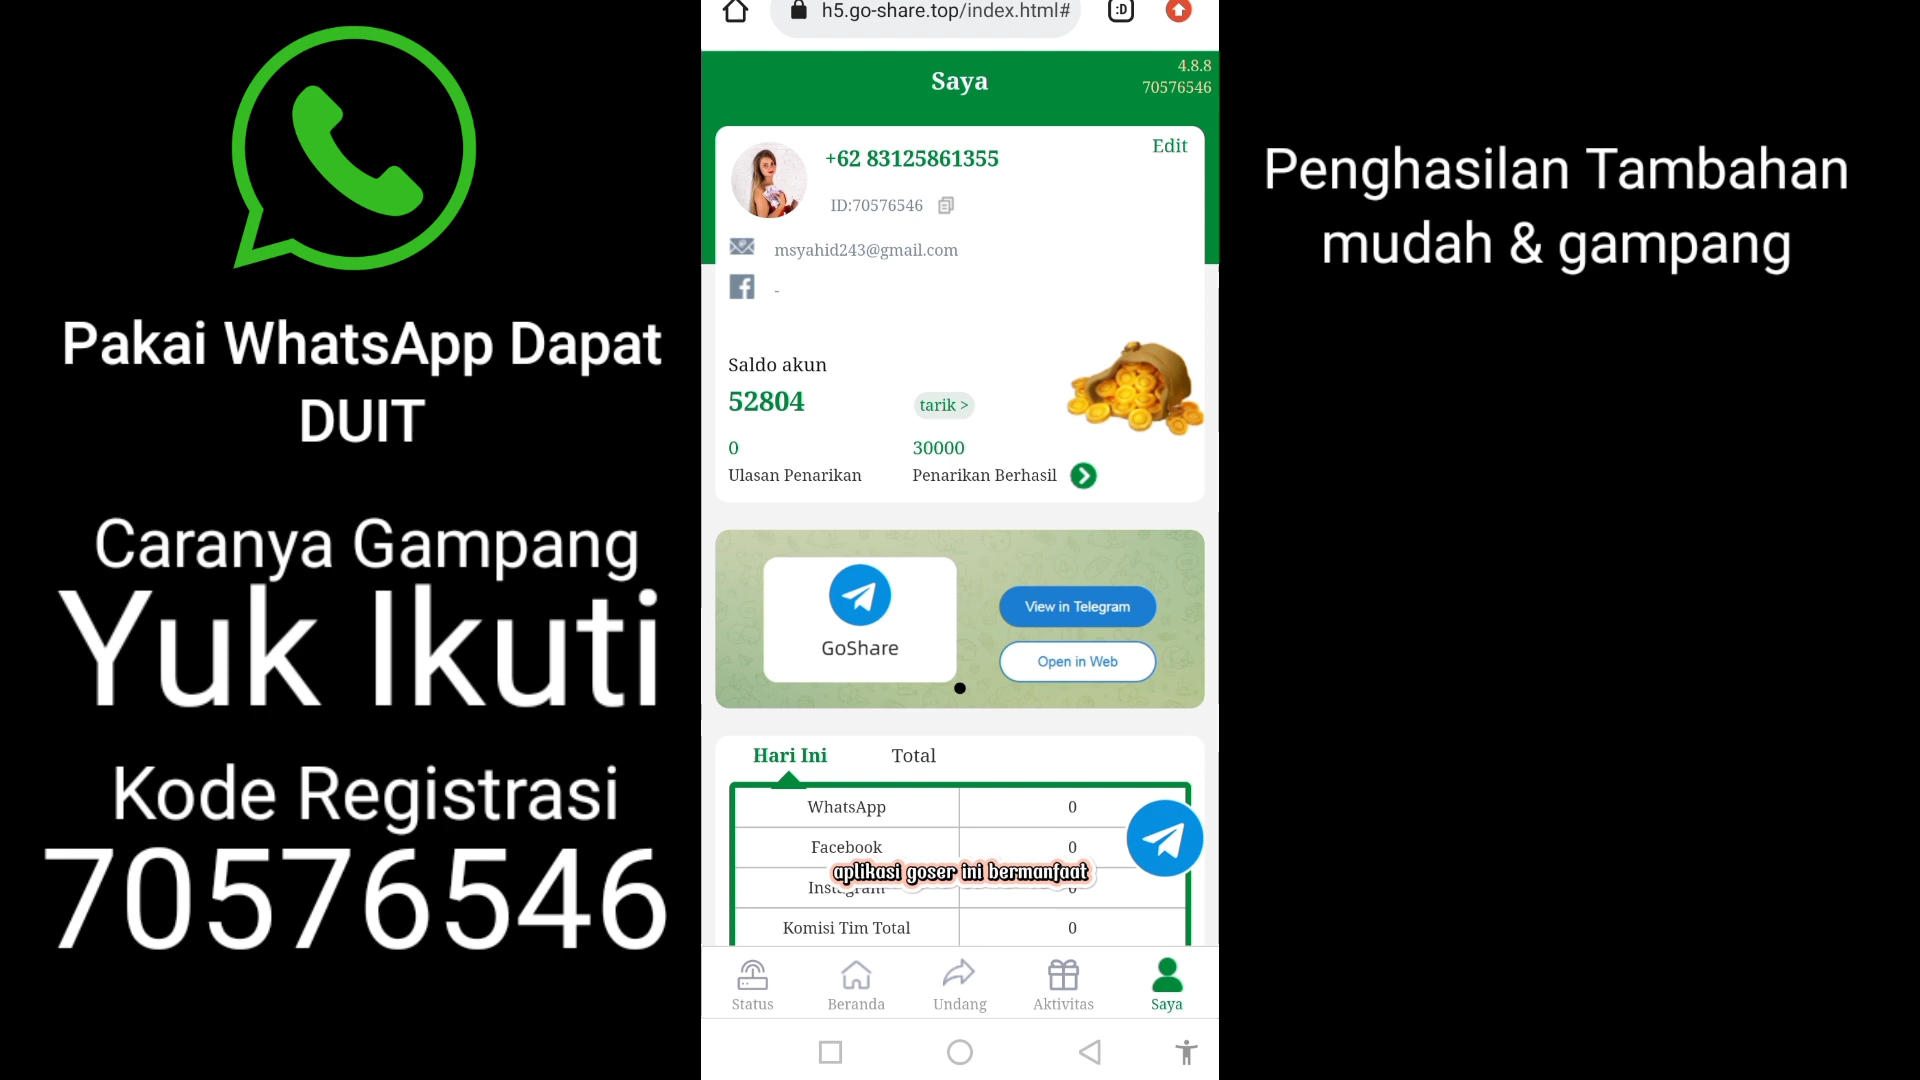 Pakai WhatsApp Dapat
DUIT
Caranya Gampang
Yuk Ikuti
Kode Registrasi
70576546
h5.go-share.top/index.html#
:D
Saya
4.8.8
70576546
Edit
+62 83125861355
ID:70576546
msyahid243@gmail.com
-
Saldo akun
52804
tarik >
0
30000
Ulasan Penarikan
Penarikan Berhasil
GoShare
View in Telegram
Open in Web
Hari Ini
Total
WhatsApp 0
Facebook 0
aplikasi goser ini bermanfaat
Instagram 0
Komisi Tim Total 0
Status
Beranda
Undang
Aktivitas
Saya
Penghasilan Tambahan
mudah & gampang